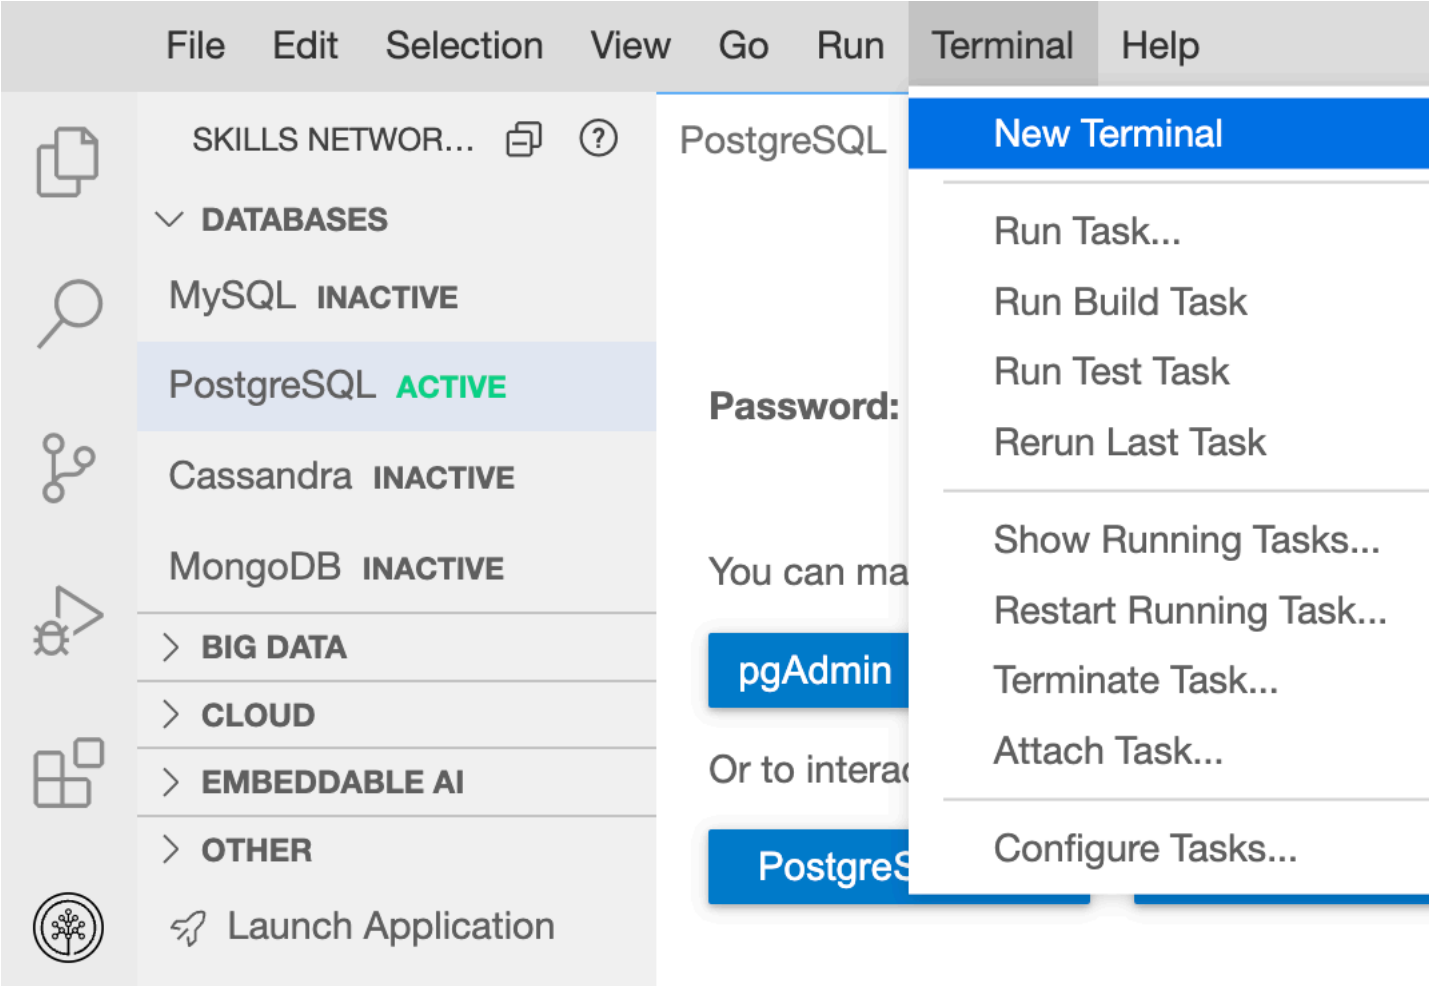 File Edit Selection View Go Run Terminal Help
SKILLS NETWOR...
DATABASES
MySQL INACTIVE
PostgreSQL ACTIVE
Cassandra INACTIVE
MongoDB INACTIVE
BIG DATA
CLOUD
EMBEDDABLE AI
OTHER
Launch Application
PostgreSQL
Password:
You can ma
pgAdmin
Or to interac
PostgreS
New Terminal
Run Task...
Run Build Task
Run Test Task
Rerun Last Task
Show Running Tasks...
Restart Running Task...
Terminate Task...
Attach Task...
Configure Tasks...